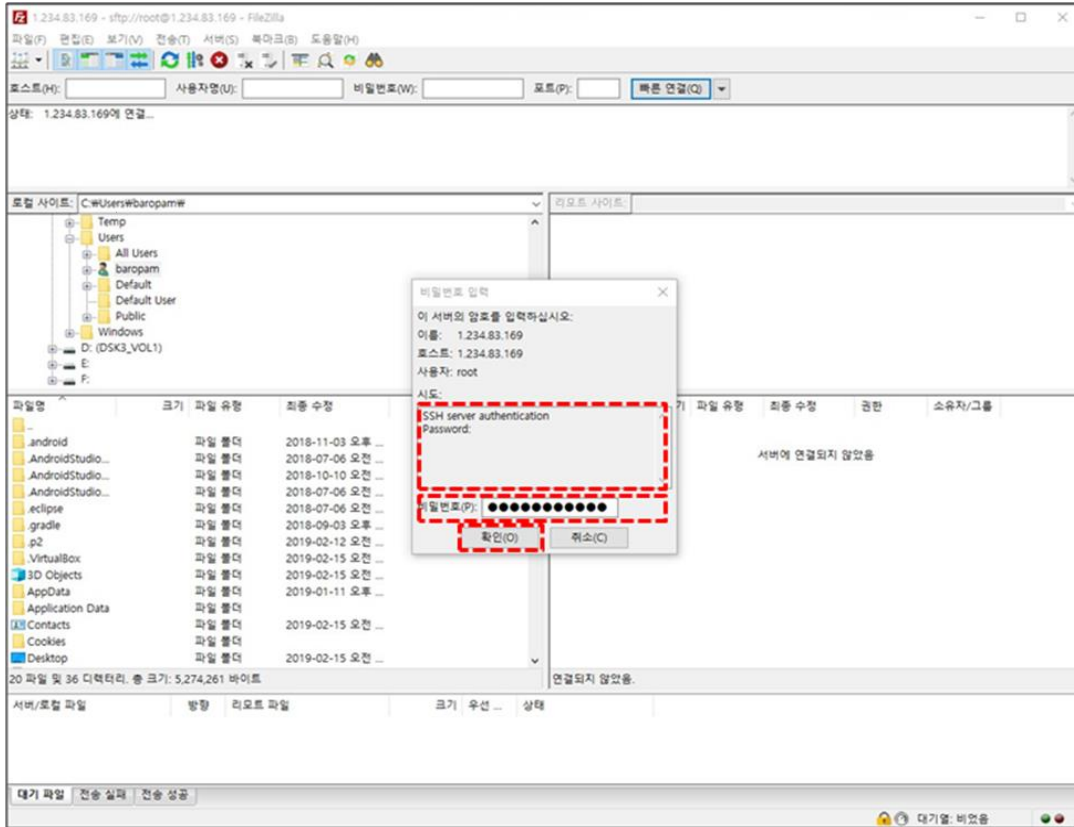 1.234.83.169 - sftp://root@1.234.83.169 - FileZilla
파일(F) 편집(E) 보기(V) 전송(T) 서버(S) 북마크(B) 도움말(H)
호스트(H): 사용자명(U): 비밀번호(W): 포트(P): 빠른 연결(Q)
상태: 1.234.83.169에 연결...
로컬 사이트: C:₩Users₩baropam₩
리모트 사이트:
Temp
Users
All Users
baropam
Default
Default User
Public
Windows
D: (DSK3_VOL1)
E:
F:
비밀번호 입력
이 서버의 암호를 입력하십시오:
이름: 1.234.83.169
호스트: 1.234.83.169
사용자: root
시도:
SSH server authentication
Password:
비밀번호(P): ●●●●●●●●●●●
확인(O) 취소(C)
파일명 크기 파일 유형 최종 수정
..
.android 파일 폴더 2018-11-03 오후 ...
.AndroidStudio... 파일 폴더 2018-07-06 오전 ...
.AndroidStudio... 파일 폴더 2018-10-10 오전 ...
.AndroidStudio... 파일 폴더 2018-07-06 오전 ...
.eclipse 파일 폴더 2018-07-06 오전 ...
.gradle 파일 폴더 2018-09-03 오후 ...
.p2 파일 폴더 2019-02-12 오전 ...
.VirtualBox 파일 폴더 2019-02-15 오전 ...
3D Objects 파일 폴더 2019-02-15 오전 ...
AppData 파일 폴더 2019-01-11 오후 ...
Application Data 파일 폴더
Contacts 파일 폴더 2019-02-15 오전 ...
Cookies 파일 폴더
Desktop 파일 폴더 2019-02-15 오전 ...
20 파일 및 36 디렉터리. 총 크기: 5,274,261 바이트
기 파일 유형 최종 수정 권한 소유자/그룹
서버에 연결되지 않았음
연결되지 않았음.
서버/로컬 파일 방향 리모트 파일 크기 우선 ... 상태
대기 파일 전송 실패 전송 성공
대기열: 비었음